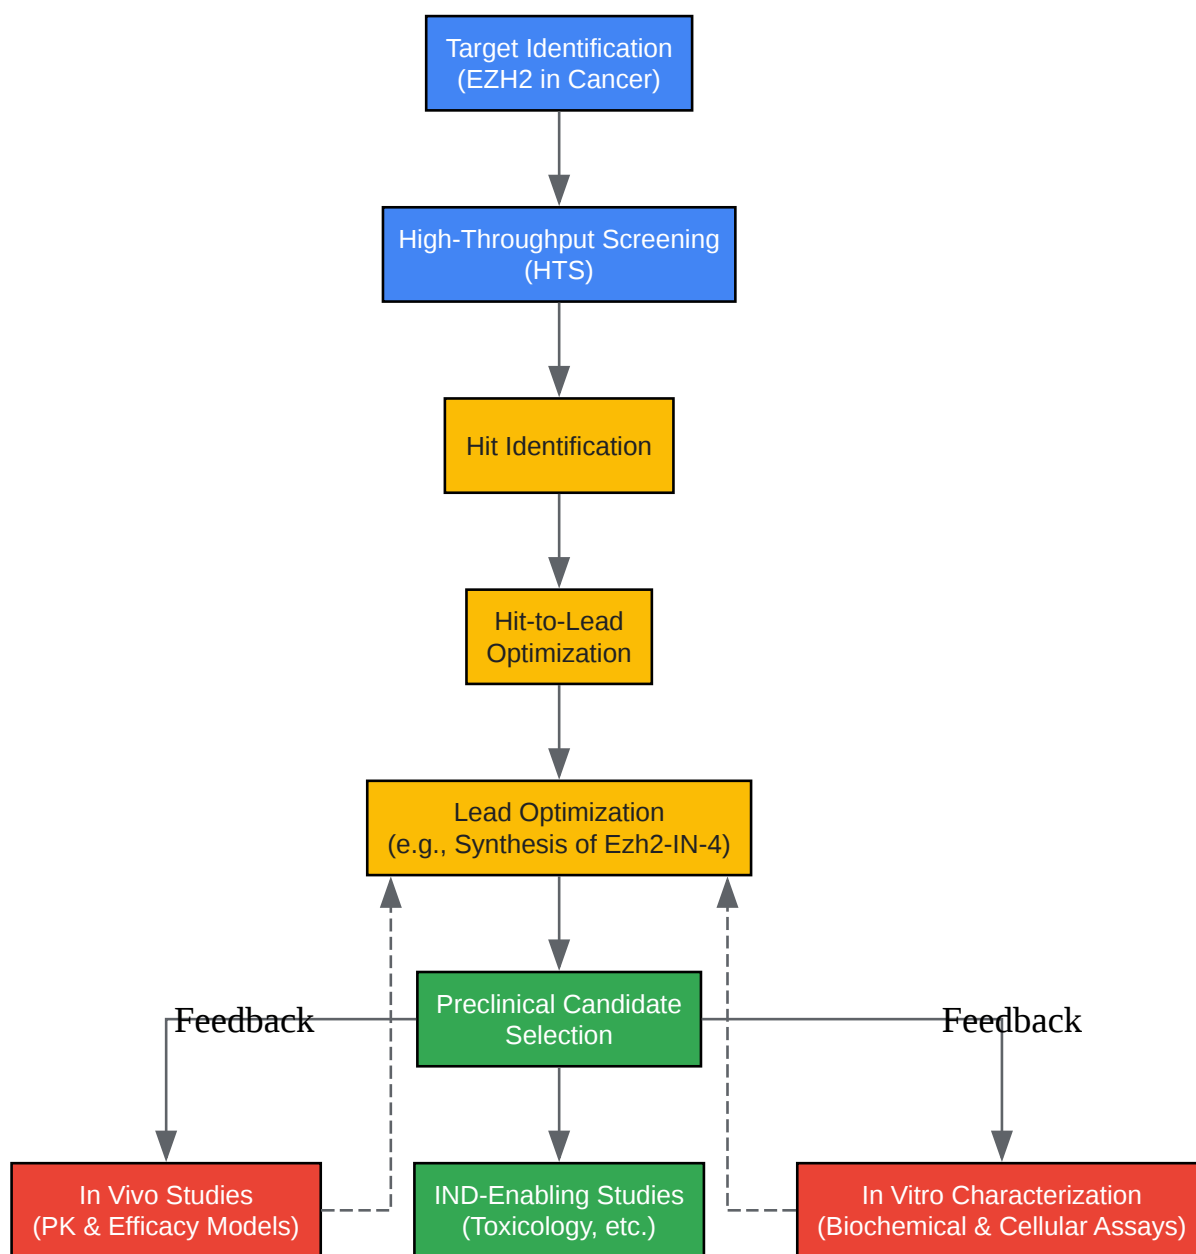 Target Identification
(EZH2 in Cancer)
High-Throughput Screening
(HTS)
Hit Identification
Hit-to-Lead
Optimization
Lead Optimization
(e.g., Synthesis of Ezh2-IN-4)
Feedback
Preclinical Candidate
Selection
Feedback
In Vivo Studies
(PK & Efficacy Models)
IND-Enabling Studies
(Toxicology, etc.)
In Vitro Characterization
(Biochemical & Cellular Assays)